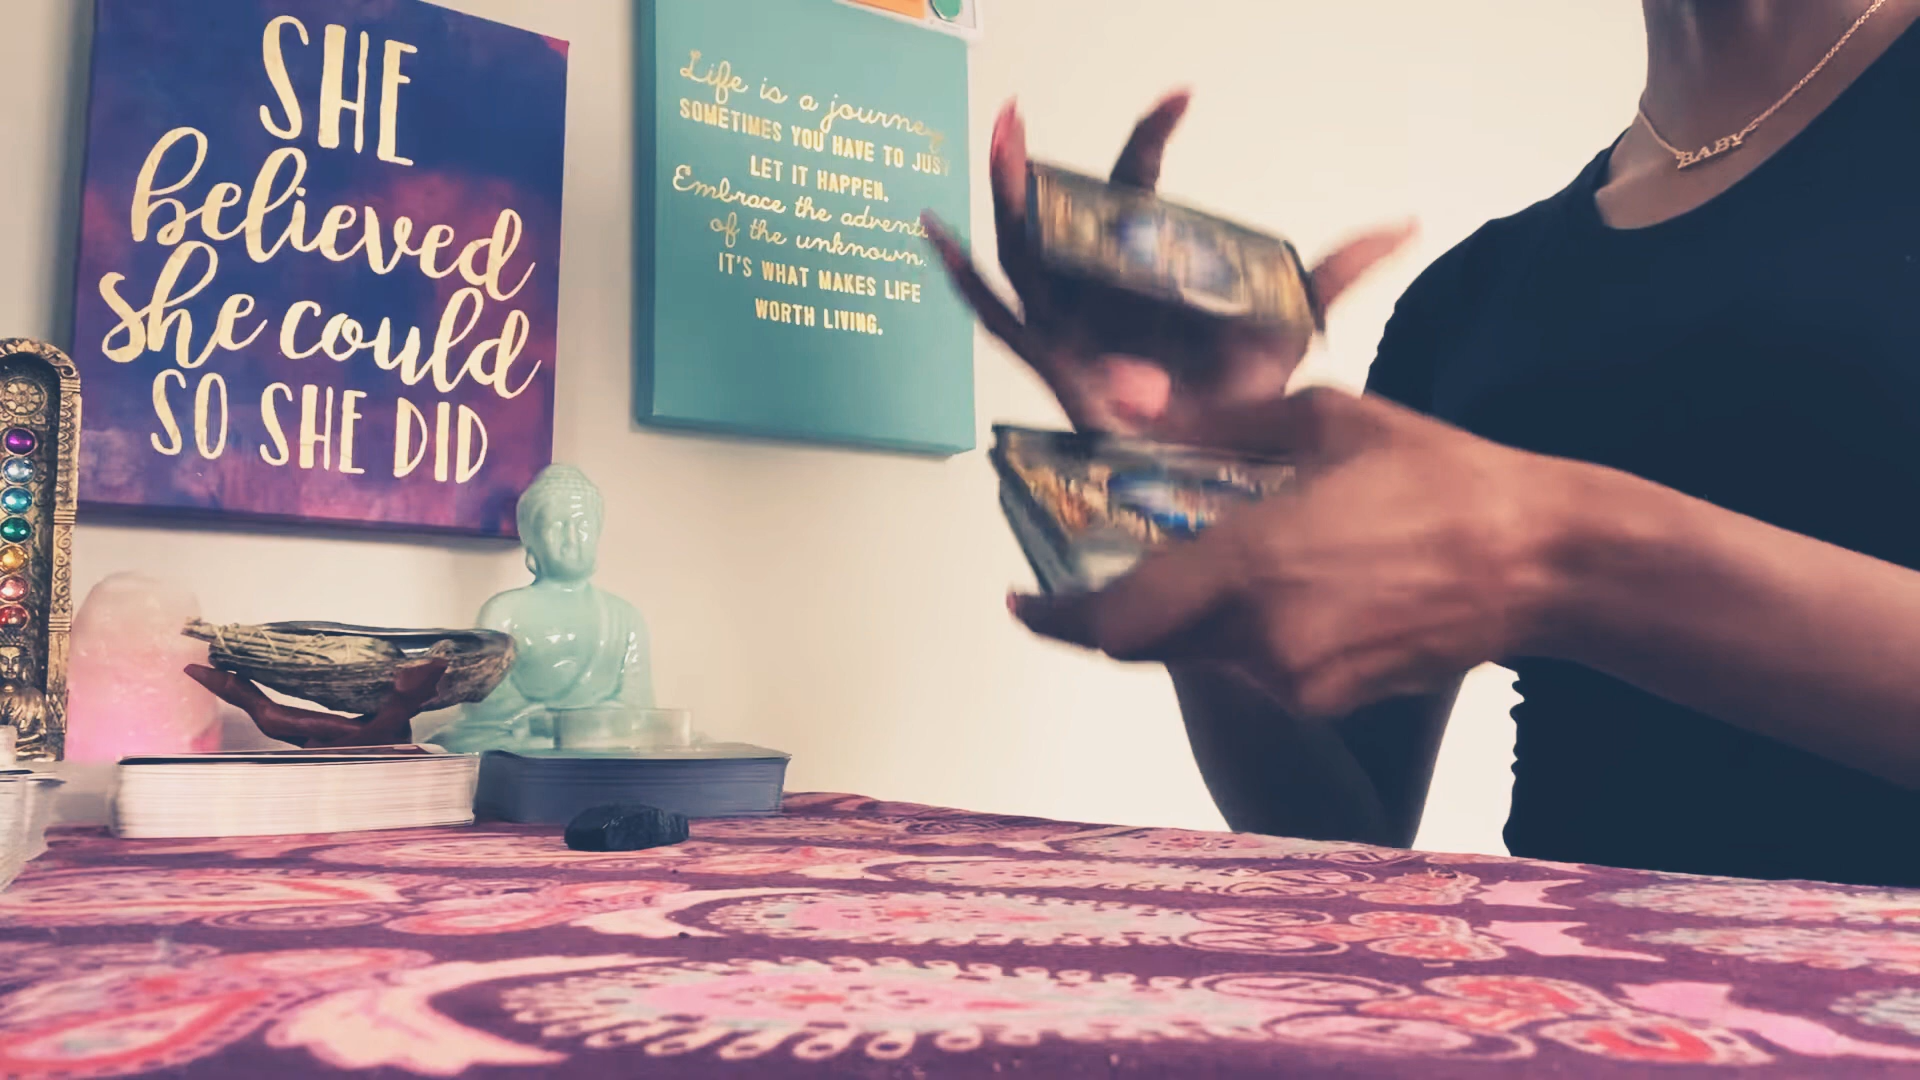 SHE
believed
she could
SO SHE DID
Life is a journey
SOMETIMES YOU HAVE TO JUST
LET IT HAPPEN.
Embrace the
of the unknown.
IT'S WHAT MAKES LIFE
WORTH LIVING.
BABY